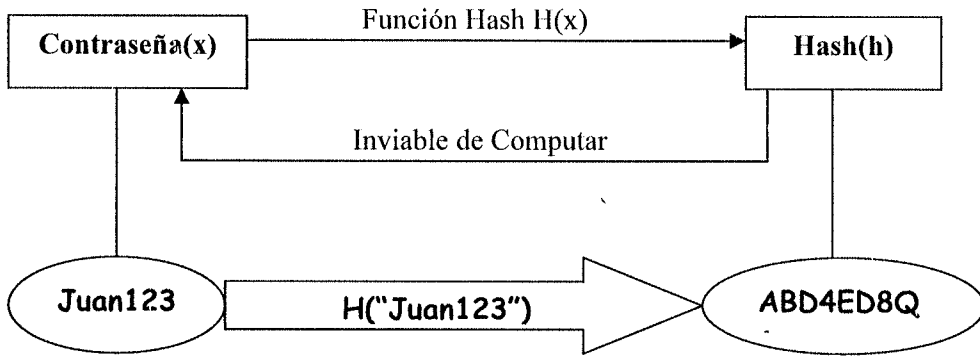 Función Hash H(x)
Contraseña(x)
Hash(h)
Inviable de Computar
Juan123
H("Juan123")
ABD4ED8Q